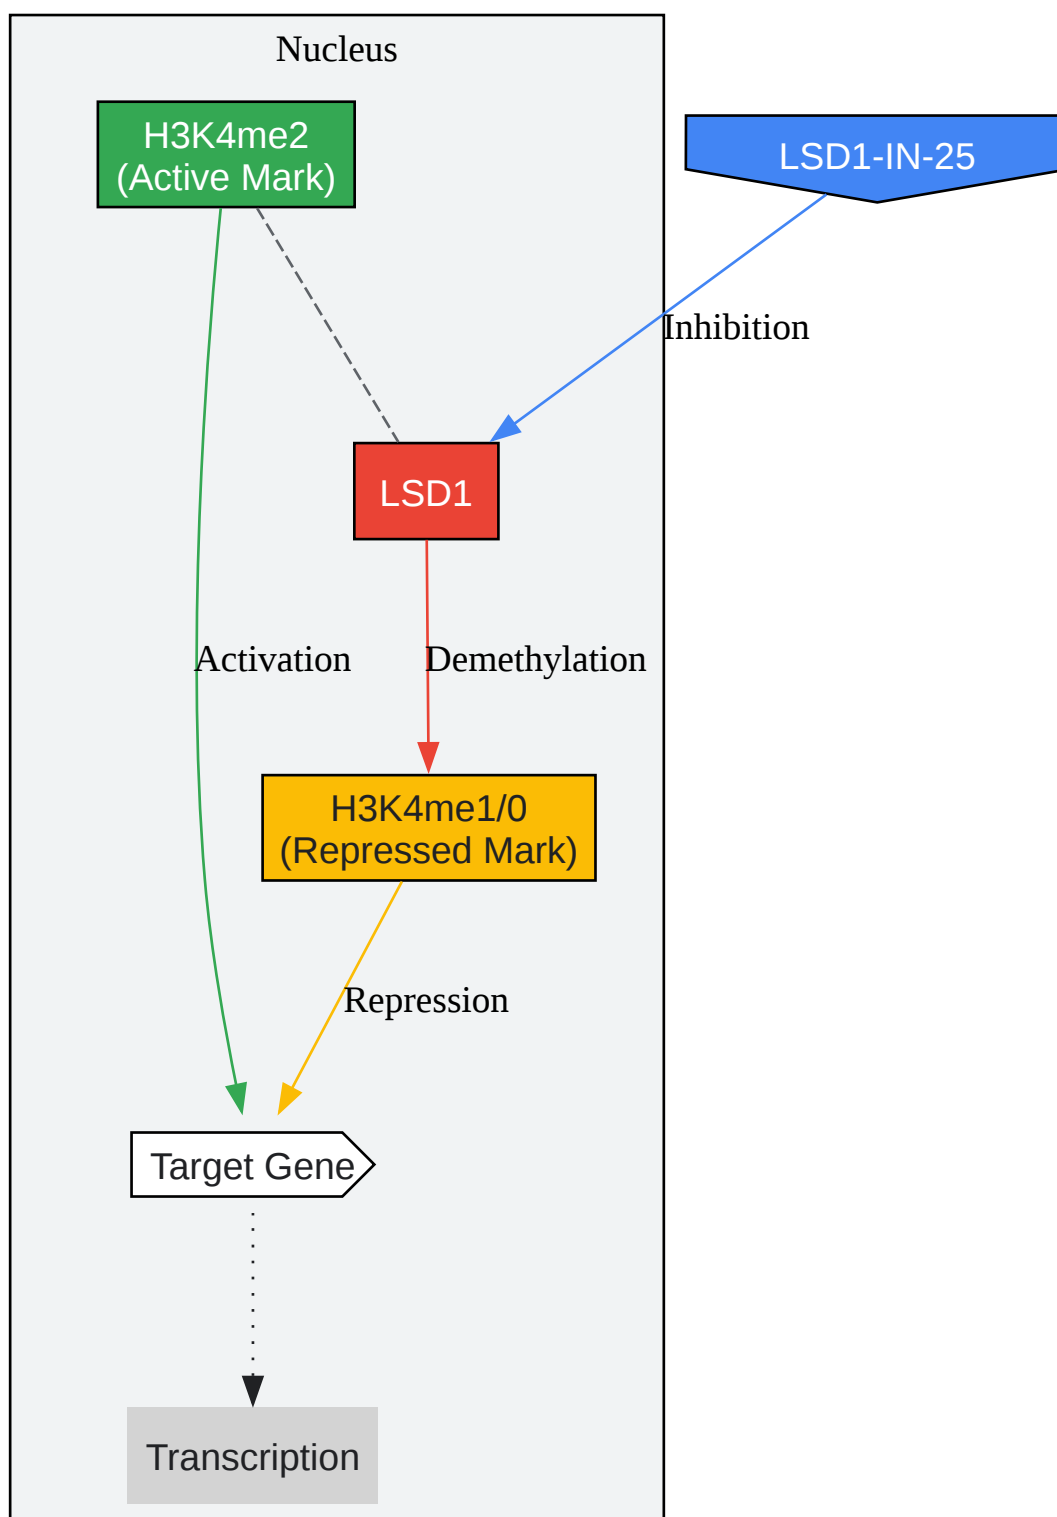 Nucleus
H3K4me2
(Active Mark)
LSD1-IN-25
Inhibition
LSD1
Activation
Demethylation
H3K4me1/0
(Repressed Mark)
Repression
Target Gene
Transcription